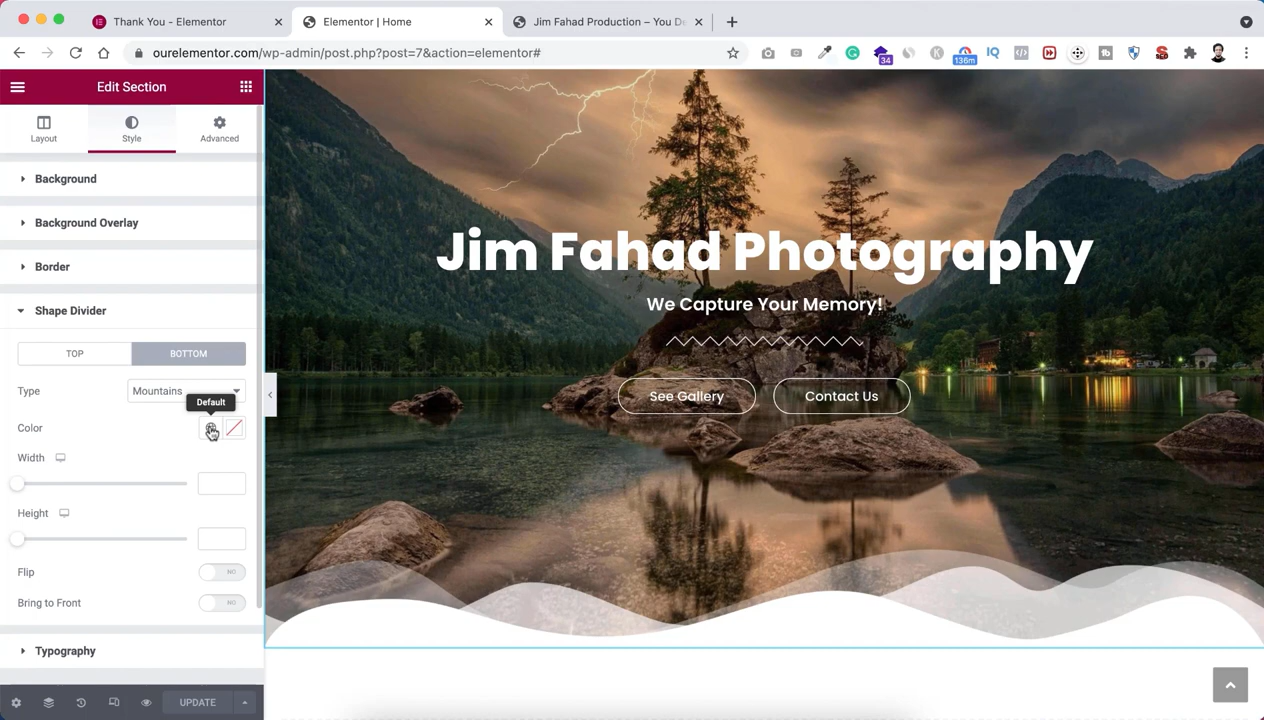 Thank You - Elementor
Elementor | Home
Jim Fahad Production – You De
ourelementor.com/wp-admin/post.php?post=7&action=elementor#
34
136m
IQ
Edit Section
Layout
Style
Advanced
Background
Background Overlay
Border
Shape Divider
TOP
BOTTOM
Type
Mountains
Default
Color
Width
Height
Flip
NO
Bring to Front
NO
Typography
UPDATE
Jim Fahad Photography
We Capture Your Memory!
See Gallery
Contact Us